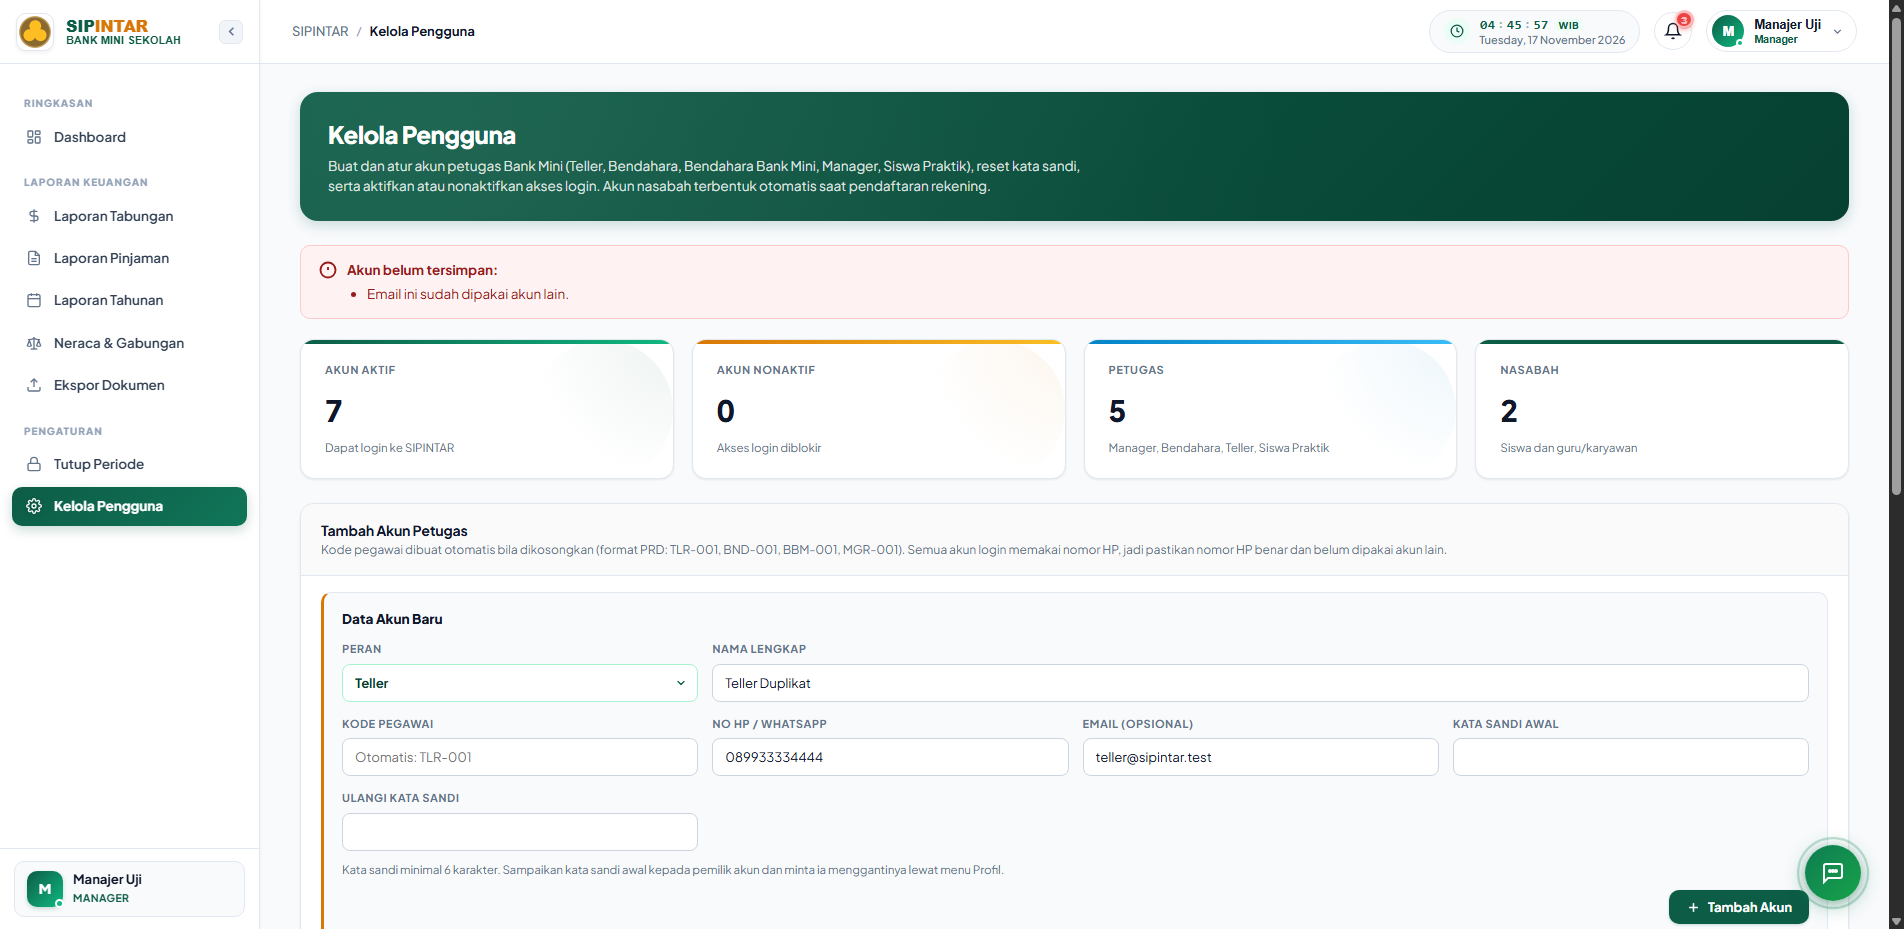 SIPINTAR
BANK MINI SEKOLAH
SIPINTAR / Kelola Pengguna
04 : 45 : 57 WIB
Tuesday, 17 November 2026
3
M
Manajer Uji
Manager
RINGKASAN
Dashboard
LAPORAN KEUANGAN
Laporan Tabungan
Laporan Pinjaman
Laporan Tahunan
Neraca & Gabungan
Ekspor Dokumen
PENGATURAN
Tutup Periode
Kelola Pengguna
M
Manajer Uji
MANAGER
Kelola Pengguna
Buat dan atur akun petugas Bank Mini (Teller, Bendahara, Bendahara Bank Mini, Manager, Siswa Praktik), reset kata sandi,
serta aktifkan atau nonaktifkan akses login. Akun nasabah terbentuk otomatis saat pendaftaran rekening.
Akun belum tersimpan:
• Email ini sudah dipakai akun lain.
AKUN AKTIF
7
Dapat login ke SIPINTAR
AKUN NONAKTIF
0
Akses login diblokir
PETUGAS
5
Manager, Bendahara, Teller, Siswa Praktik
NASABAH
2
Siswa dan guru/karyawan
Tambah Akun Petugas
Kode pegawai dibuat otomatis bila dikosongkan (format PRD: TLR-001, BND-001, BBM-001, MGR-001). Semua akun login memakai nomor HP, jadi pastikan nomor HP benar dan belum dipakai akun lain.
Data Akun Baru
PERAN
Teller
NAMA LENGKAP
Teller Duplikat
KODE PEGAWAI
Otomatis: TLR-001
NO HP / WHATSAPP
089933334444
EMAIL (OPSIONAL)
teller@sipintar.test
KATA SANDI AWAL
ULANGI KATA SANDI
Kata sandi minimal 6 karakter. Sampaikan kata sandi awal kepada pemilik akun dan minta ia menggantinya lewat menu Profil.
+ Tambah Akun